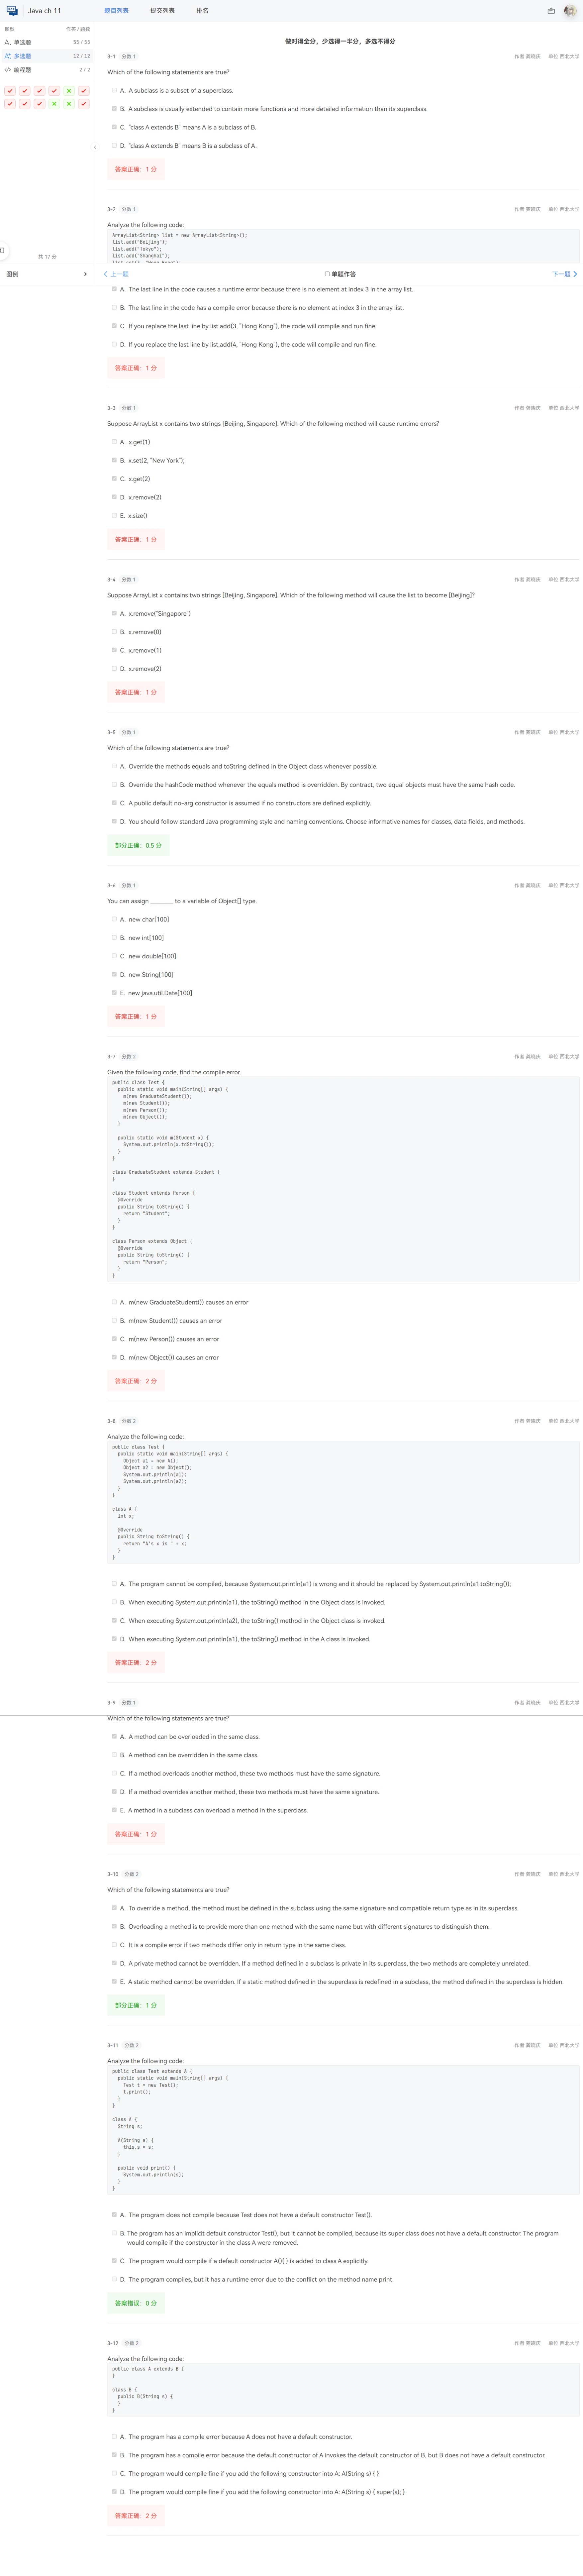 Java ch 11
题目列表
提交列表
排名
题型
作答 / 题数
单选题 55 / 55
多选题 12 / 12
编程题 2 / 2
共 17 分
图例
做对得全分，少选得一半分，多选不得分
3-1 分数 1
作者 龚晓庆 单位 西北大学
Which of the following statements are true?
A. A subclass is a subset of a superclass.
B. A subclass is usually extended to contain more functions and more detailed information than its superclass.
C. "class A extends B" means A is a subclass of B.
D. "class A extends B" means B is a subclass of A.
答案正确：1 分
3-2 分数 1
作者 龚晓庆 单位 西北大学
Analyze the following code:
ArrayList<String> list = new ArrayList<String>();
list.add("Beijing");
list.add("Tokyo");
list.add("Shanghai");
上一题
单题作答
下一题
A. The last line in the code causes a runtime error because there is no element at index 3 in the array list.
B. The last line in the code has a compile error because there is no element at index 3 in the array list.
C. If you replace the last line by list.add(3, "Hong Kong"), the code will compile and run fine.
D. If you replace the last line by list.add(4, "Hong Kong"), the code will compile and run fine.
答案正确：1 分
3-3 分数 1
作者 龚晓庆 单位 西北大学
Suppose ArrayList x contains two strings [Beijing, Singapore]. Which of the following method will cause runtime errors?
A. x.get(1)
B. x.set(2, "New York");
C. x.get(2)
D. x.remove(2)
E. x.size()
答案正确：1 分
3-4 分数 1
作者 龚晓庆 单位 西北大学
Suppose ArrayList x contains two strings [Beijing, Singapore]. Which of the following method will cause the list to become [Beijing]?
A. x.remove("Singapore")
B. x.remove(0)
C. x.remove(1)
D. x.remove(2)
答案正确：1 分
3-5 分数 1
作者 龚晓庆 单位 西北大学
Which of the following statements are true?
A. Override the methods equals and toString defined in the Object class whenever possible.
B. Override the hashCode method whenever the equals method is overridden. By contract, two equal objects must have the same hash code.
C. A public default no-arg constructor is assumed if no constructors are defined explicitly.
D. You should follow standard Java programming style and naming conventions. Choose informative names for classes, data fields, and methods.
部分正确：0.5 分
3-6 分数 1
作者 龚晓庆 单位 西北大学
You can assign _______ to a variable of Object[] type.
A. new char[100]
B. new int[100]
C. new double[100]
D. new String[100]
E. new java.util.Date[100]
答案正确：1 分
3-7 分数 2
作者 龚晓庆 单位 西北大学
Given the following code, find the compile error.
public class Test {
public static void main(String[] args) {
m(new GraduateStudent());
m(new Student());
m(new Person());
m(new Object());
}
public static void m(Student x) {
System.out.println(x.toString());
}
}
class GraduateStudent extends Student {
}
class Student extends Person {
@Override
public String toString() {
return "Student";
}
}
class Person extends Object {
@Override
public String toString() {
return "Person";
}
}
A. m(new GraduateStudent()) causes an error
B. m(new Student()) causes an error
C. m(new Person()) causes an error
D. m(new Object()) causes an error
答案正确：2 分
3-8 分数 2
作者 龚晓庆 单位 西北大学
Analyze the following code:
public class Test {
public static void main(String[] args) {
Object a1 = new A();
Object a2 = new Object();
System.out.println(a1);
System.out.println(a2);
}
}
class A {
int x;
@Override
public String toString() {
return "A's x is " + x;
}
}
A. The program cannot be compiled, because System.out.println(a1) is wrong and it should be replaced by System.out.println(a1.toString());
B. When executing System.out.println(a1), the toString() method in the Object class is invoked.
C. When executing System.out.println(a2), the toString() method in the Object class is invoked.
D. When executing System.out.println(a1), the toString() method in the A class is invoked.
答案正确：2 分
3-9 分数 1
作者 龚晓庆 单位 西北大学
Which of the following statements are true?
A. A method can be overloaded in the same class.
B. A method can be overridden in the same class.
C. If a method overloads another method, these two methods must have the same signature.
D. If a method overrides another method, these two methods must have the same signature.
E. A method in a subclass can overload a method in the superclass.
答案正确：1 分
3-10 分数 2
作者 龚晓庆 单位 西北大学
Which of the following statements are true?
A. To override a method, the method must be defined in the subclass using the same signature and compatible return type as in its superclass.
B. Overloading a method is to provide more than one method with the same name but with different signatures to distinguish them.
C. It is a compile error if two methods differ only in return type in the same class.
D. A private method cannot be overridden. If a method defined in a subclass is private in its superclass, the two methods are completely unrelated.
E. A static method cannot be overridden. If a static method defined in the superclass is redefined in a subclass, the method defined in the superclass is hidden.
部分正确：1 分
3-11 分数 2
作者 龚晓庆 单位 西北大学
Analyze the following code:
public class Test extends A {
public static void main(String[] args) {
Test t = new Test();
t.print();
}
}
class A {
String s;
A(String s) {
this.s = s;
}
public void print() {
System.out.println(s);
}
}
A. The program does not compile because Test does not have a default constructor Test().
B. The program has an implicit default constructor Test(), but it cannot be compiled, because its super class does not have a default constructor. The program
would compile if the constructor in the class A were removed.
C. The program would compile if a default constructor A(){ } is added to class A explicitly.
D. The program compiles, but it has a runtime error due to the conflict on the method name print.
答案错误：0 分
3-12 分数 2
作者 龚晓庆 单位 西北大学
Analyze the following code:
public class A extends B {
}
class B {
public B(String s) {
}
}
A. The program has a compile error because A does not have a default constructor.
B. The program has a compile error because the default constructor of A invokes the default constructor of B, but B does not have a default constructor.
C. The program would compile fine if you add the following constructor into A: A(String s) { }
D. The program would compile fine if you add the following constructor into A: A(String s) { super(s); }
答案正确：2 分